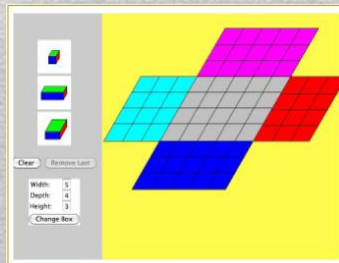 Clear Remove Last
Width: 5
Depth: 4
Height: 3
Change Box